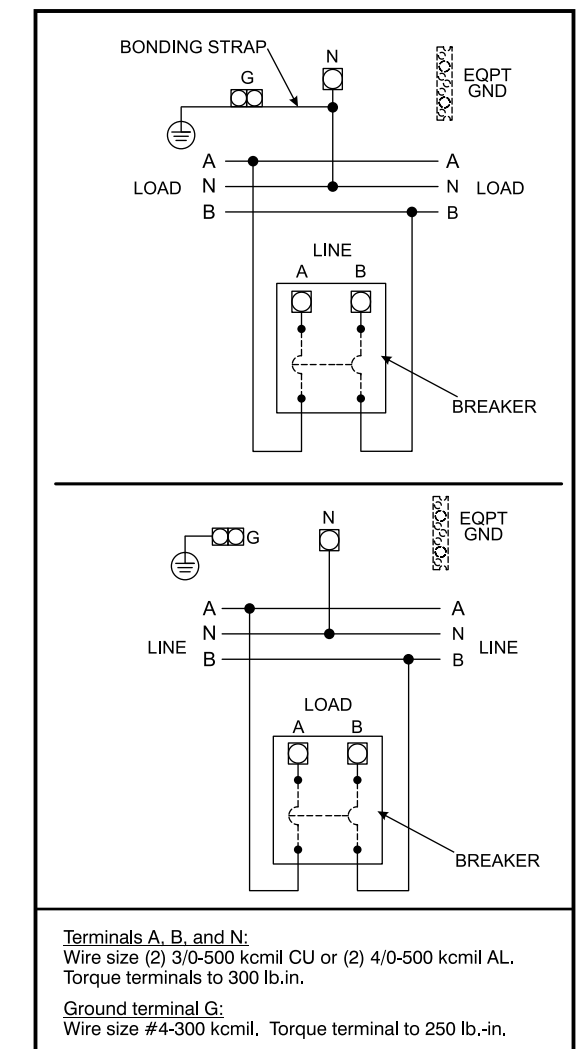 BONDING STRAP
N
G
EQPT
GND
A A
LOAD N N LOAD
B B
LINE
A B
BREAKER
N
G
EQPT
GND
A A
LINE N N LINE
B B
LOAD
A B
BREAKER
Terminals A, B, and N:
Wire size (2) 3/0-500 kcmil CU or (2) 4/0-500 kcmil AL.
Torque terminals to 300 lb.in.
Ground terminal G:
Wire size #4-300 kcmil. Torque terminal to 250 lb.-in.